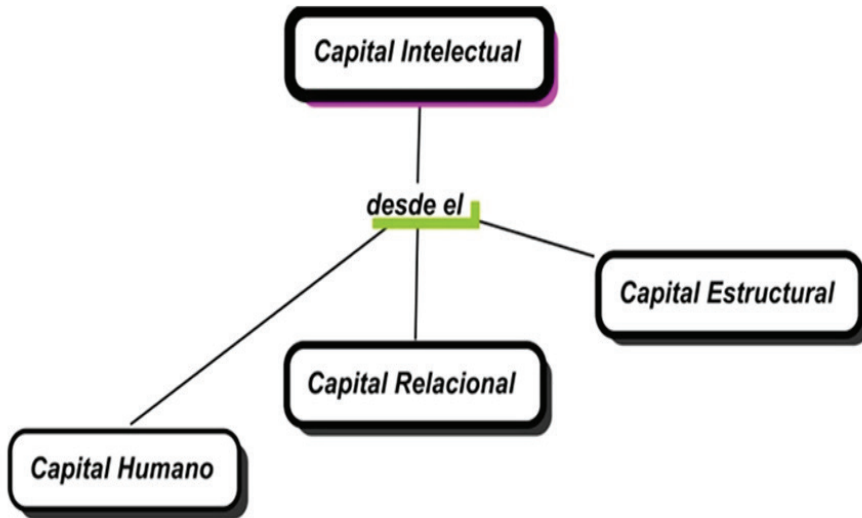 Capital Intelectual
desde el
Capital Estructural
Capital Relacional
Capital Humano